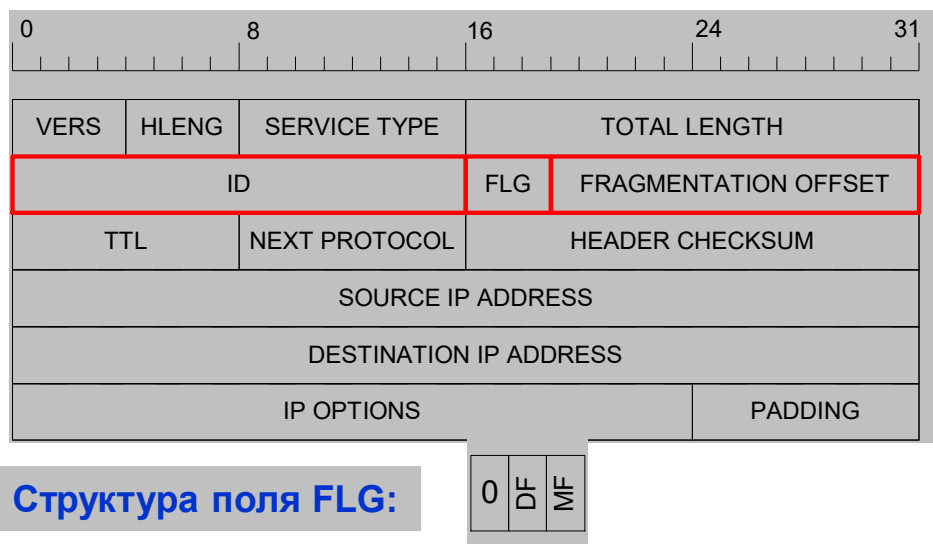 0 8 16 24 31
VERS HLENG SERVICE TYPE TOTAL LENGTH
ID FLG FRAGMENTATION OFFSET
TTL NEXT PROTOCOL HEADER CHECKSUM
SOURCE IP ADDRESS
DESTINATION IP ADDRESS
IP OPTIONS PADDING
Структура поля FLG: 0 DF MF